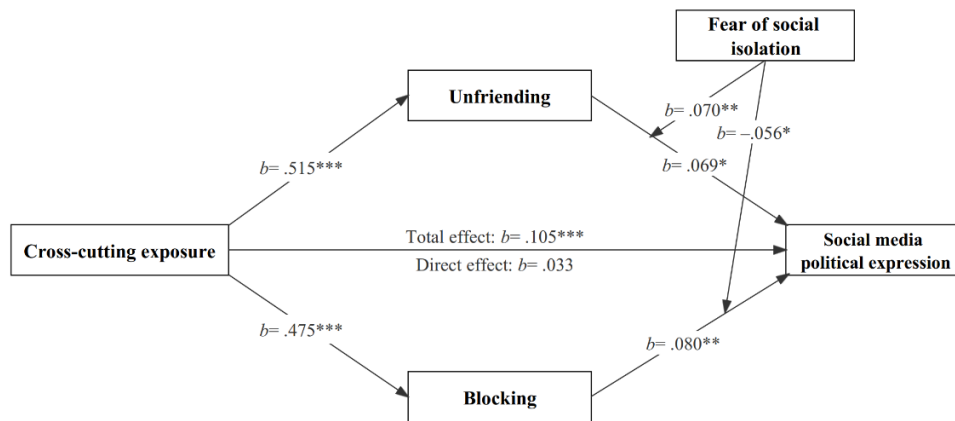 Fear of social
isolation
Unfriending
b= .070**
b= –.056*
b= .069*
b= .515***
Cross-cutting exposure
Total effect: b= .105***
Direct effect: b= .033
Social media
political expression
b= .475***
b= .080**
Blocking